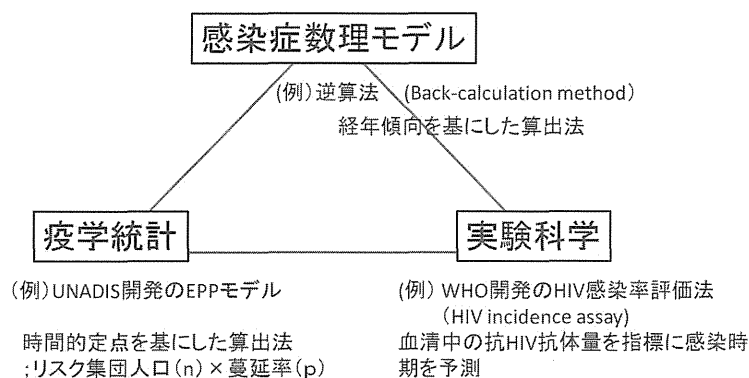 感染症数理モデル
(例)逆算法 (Back-calculation method)
経年傾向を基にした算出法
疫学統計
実験科学
(例)UNADIS開発のEPPモデル
時間的定点を基にした算出法
;リスク集団人口(n)×蔓延率(p)
(例) WHO開発のHIV感染率評価法
(HIV incidence assay)
血清中の抗HIV抗体量を指標に感染時
期を予測